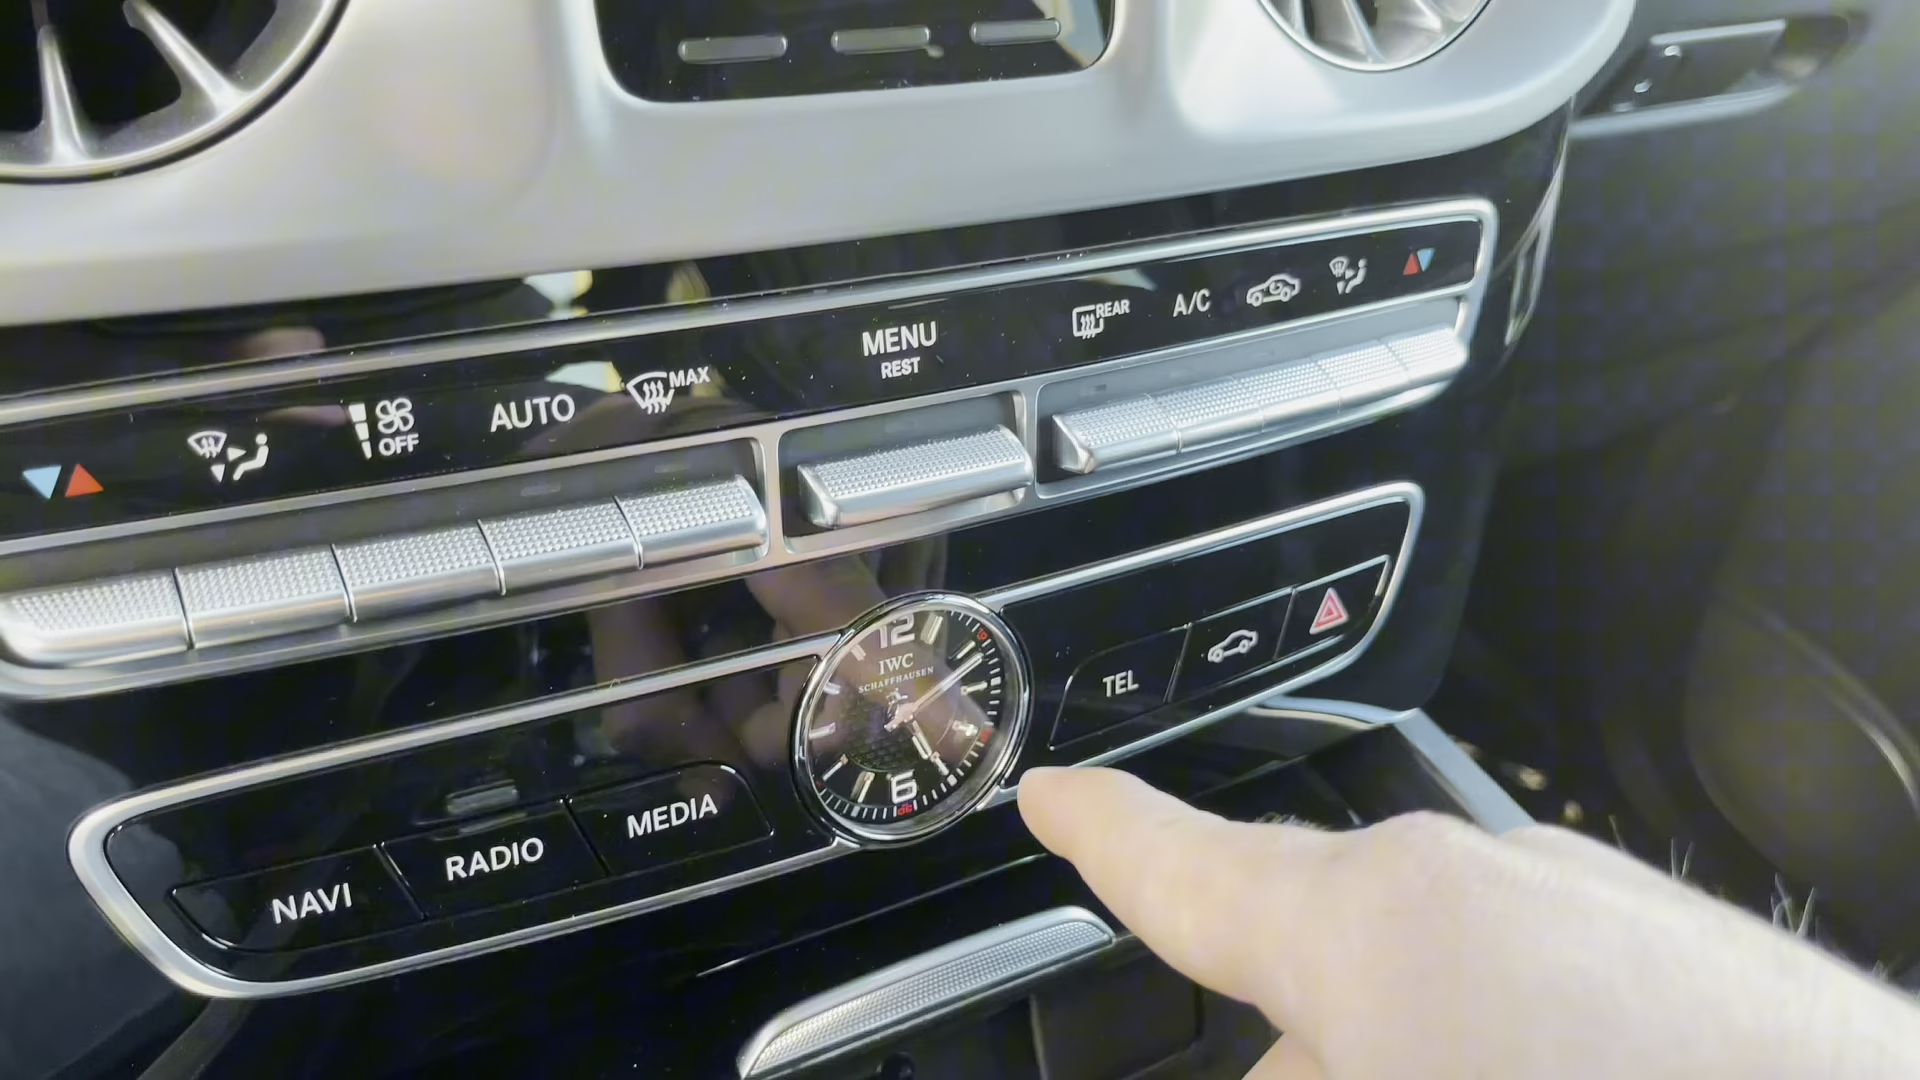 MENU
REST
REAR
A/C
MAX
AUTO
OFF
12
IWC
SCHAFFHAUSEN
6
TEL
MEDIA
RADIO
NAVI